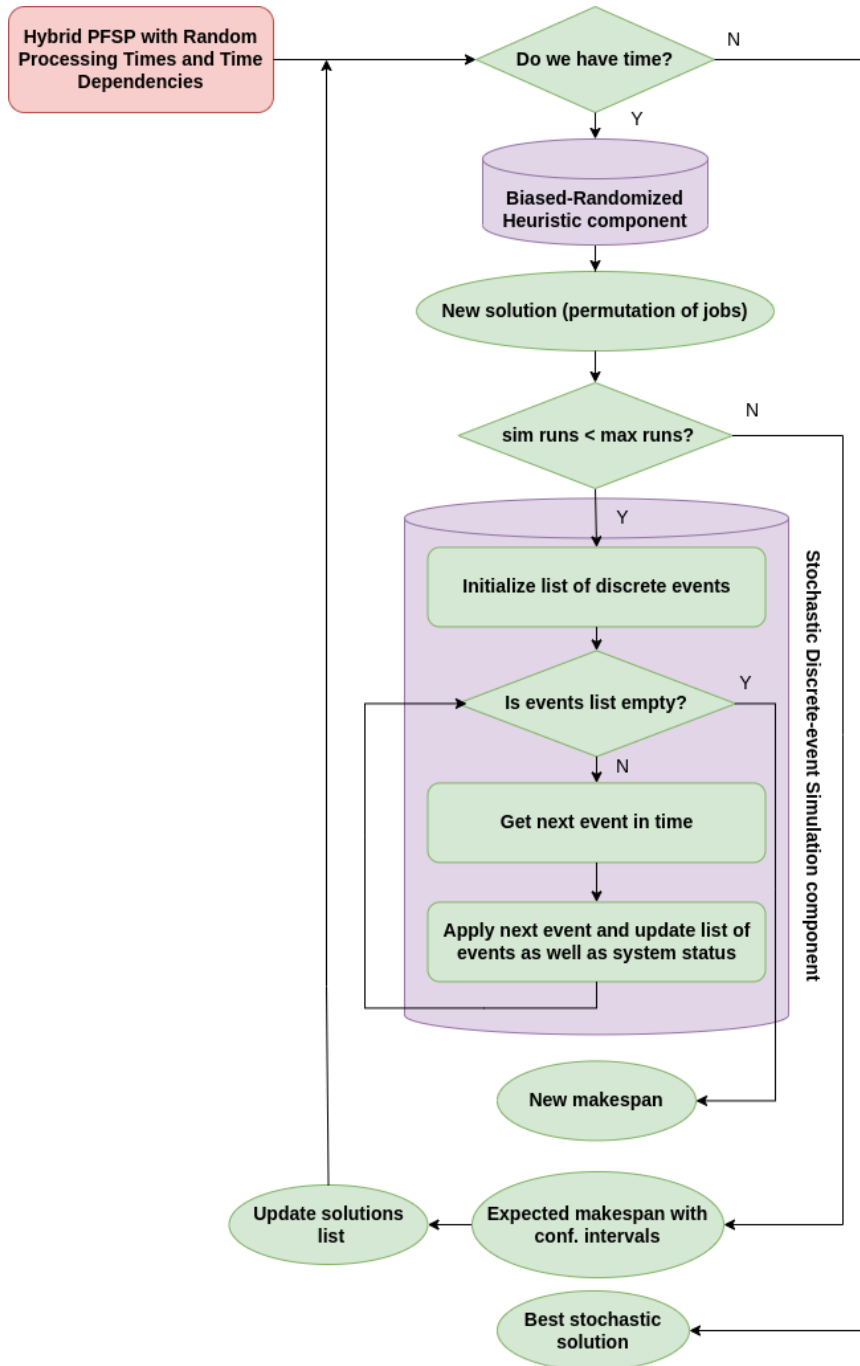 Hybrid PFSP with Random
Processing Times and Time
Dependencies
Do we have time?
N
Y
Biased-Randomized
Heuristic component
New solution (permutation of jobs)
sim runs < max runs?
N
Y
Initialize list of discrete events
Is events list empty?
Y
N
Get next event in time
Apply next event and update list of
events as well as system status
Stochastic Discrete-event Simulation component
New makespan
Expected makespan with
conf. intervals
Update solutions
list
Best stochastic
solution